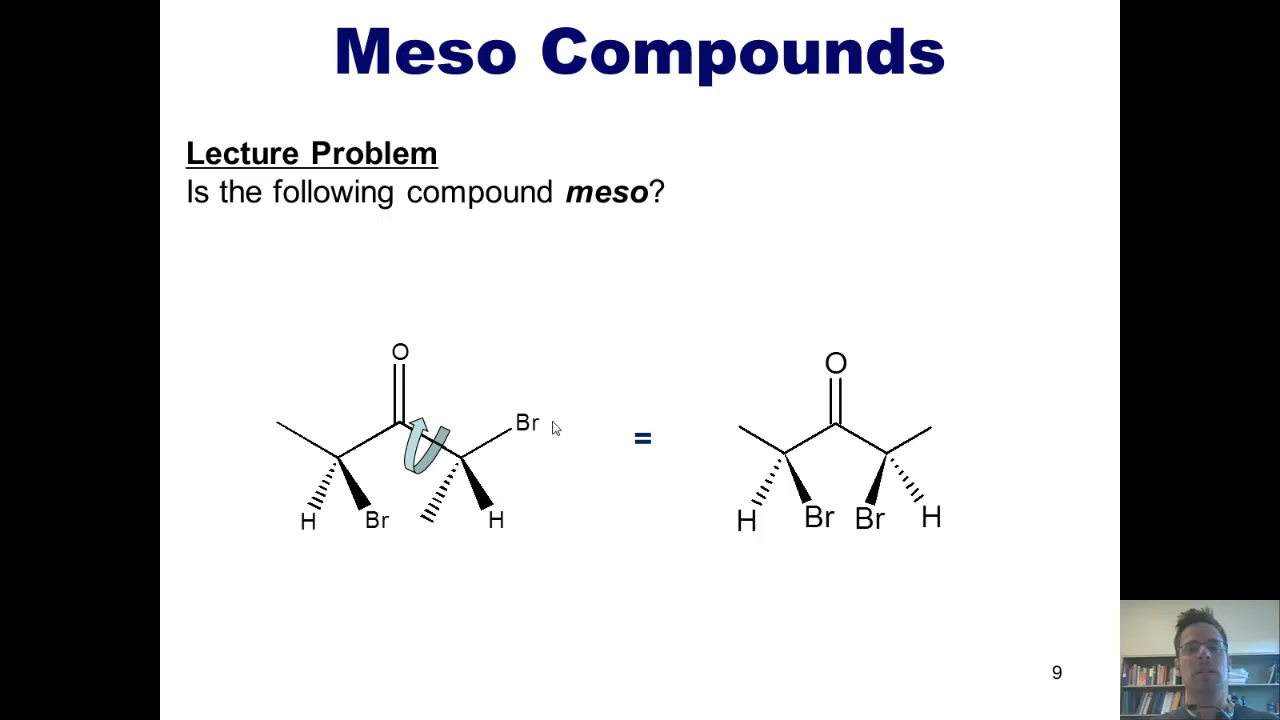 Meso Compounds
Lecture Problem
Is the following compound meso?
O
O
Br
=
H
Br
H
H
Br
Br
H
9